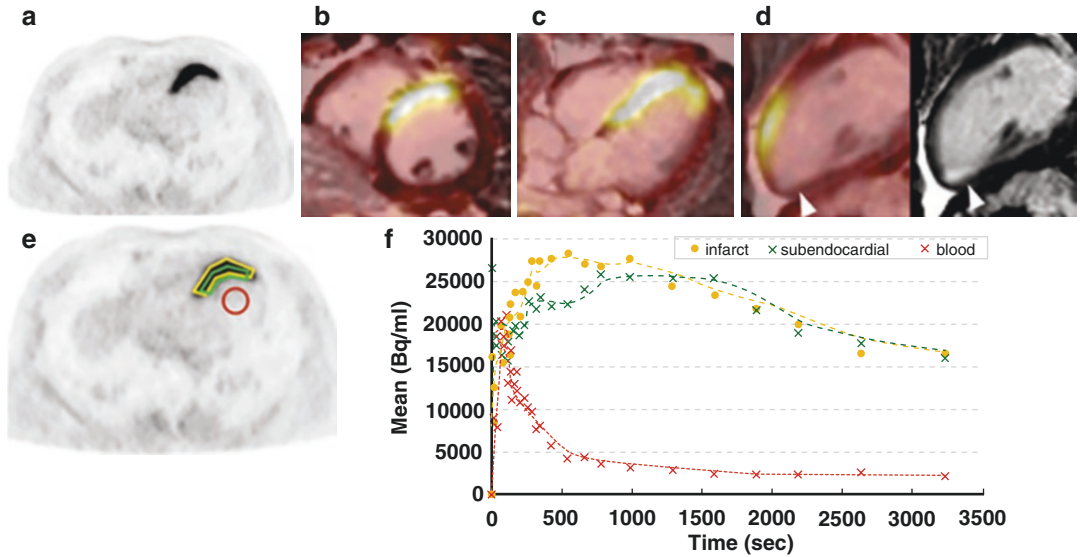 a
b
c
d
e
f
infarct subendocardial blood
Mean (Bq/ml)
30000
25000
20000
15000
10000
5000
0
0 500 1000 1500 2000 2500 3000 3500
Time (sec)